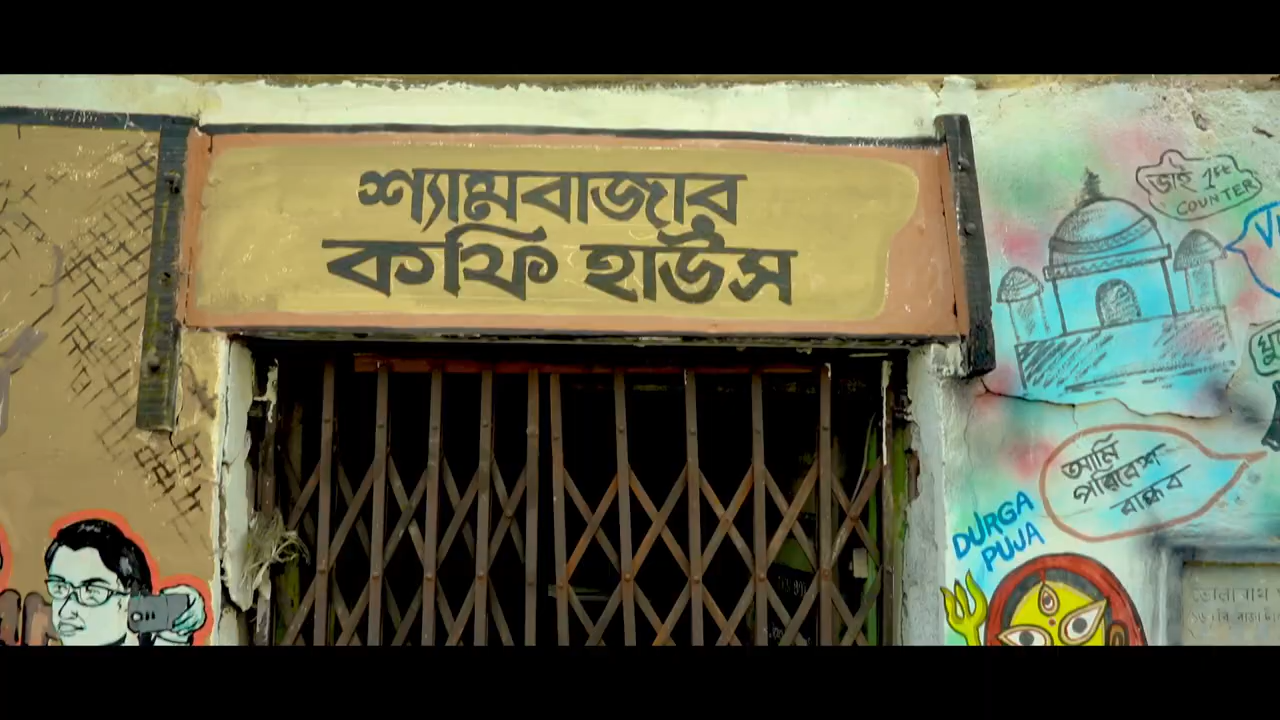 শ্যামবাজার
কফি হাউস
ভাই 1st
COUNTER
আমি
পরিবেশ
বান্ধব
DURGA
PUJA
ভোলানাথ